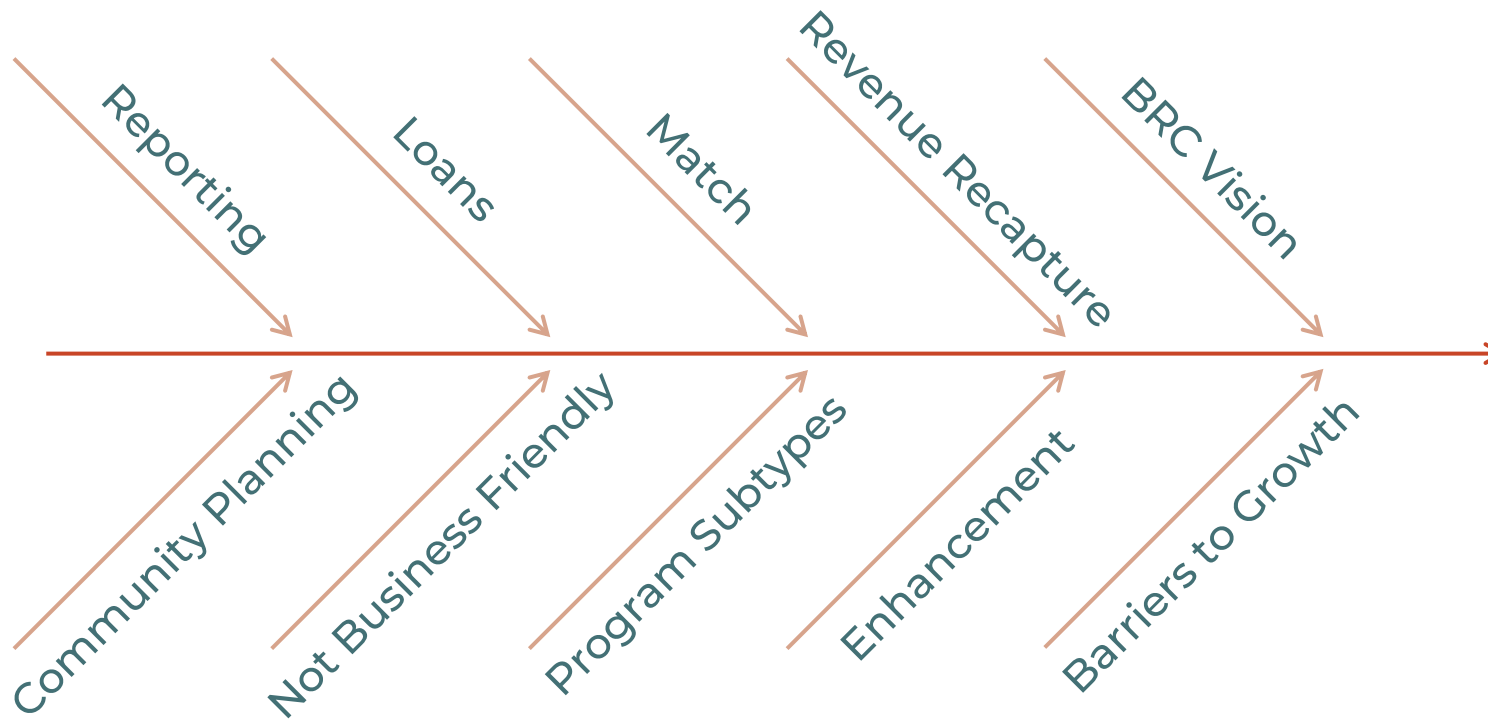 Reporting
Loans
Match
Revenue Recapture
BRC Vision
Community Planning
Not Business Friendly
Program Subtypes
Enhancement
Barriers to Growth